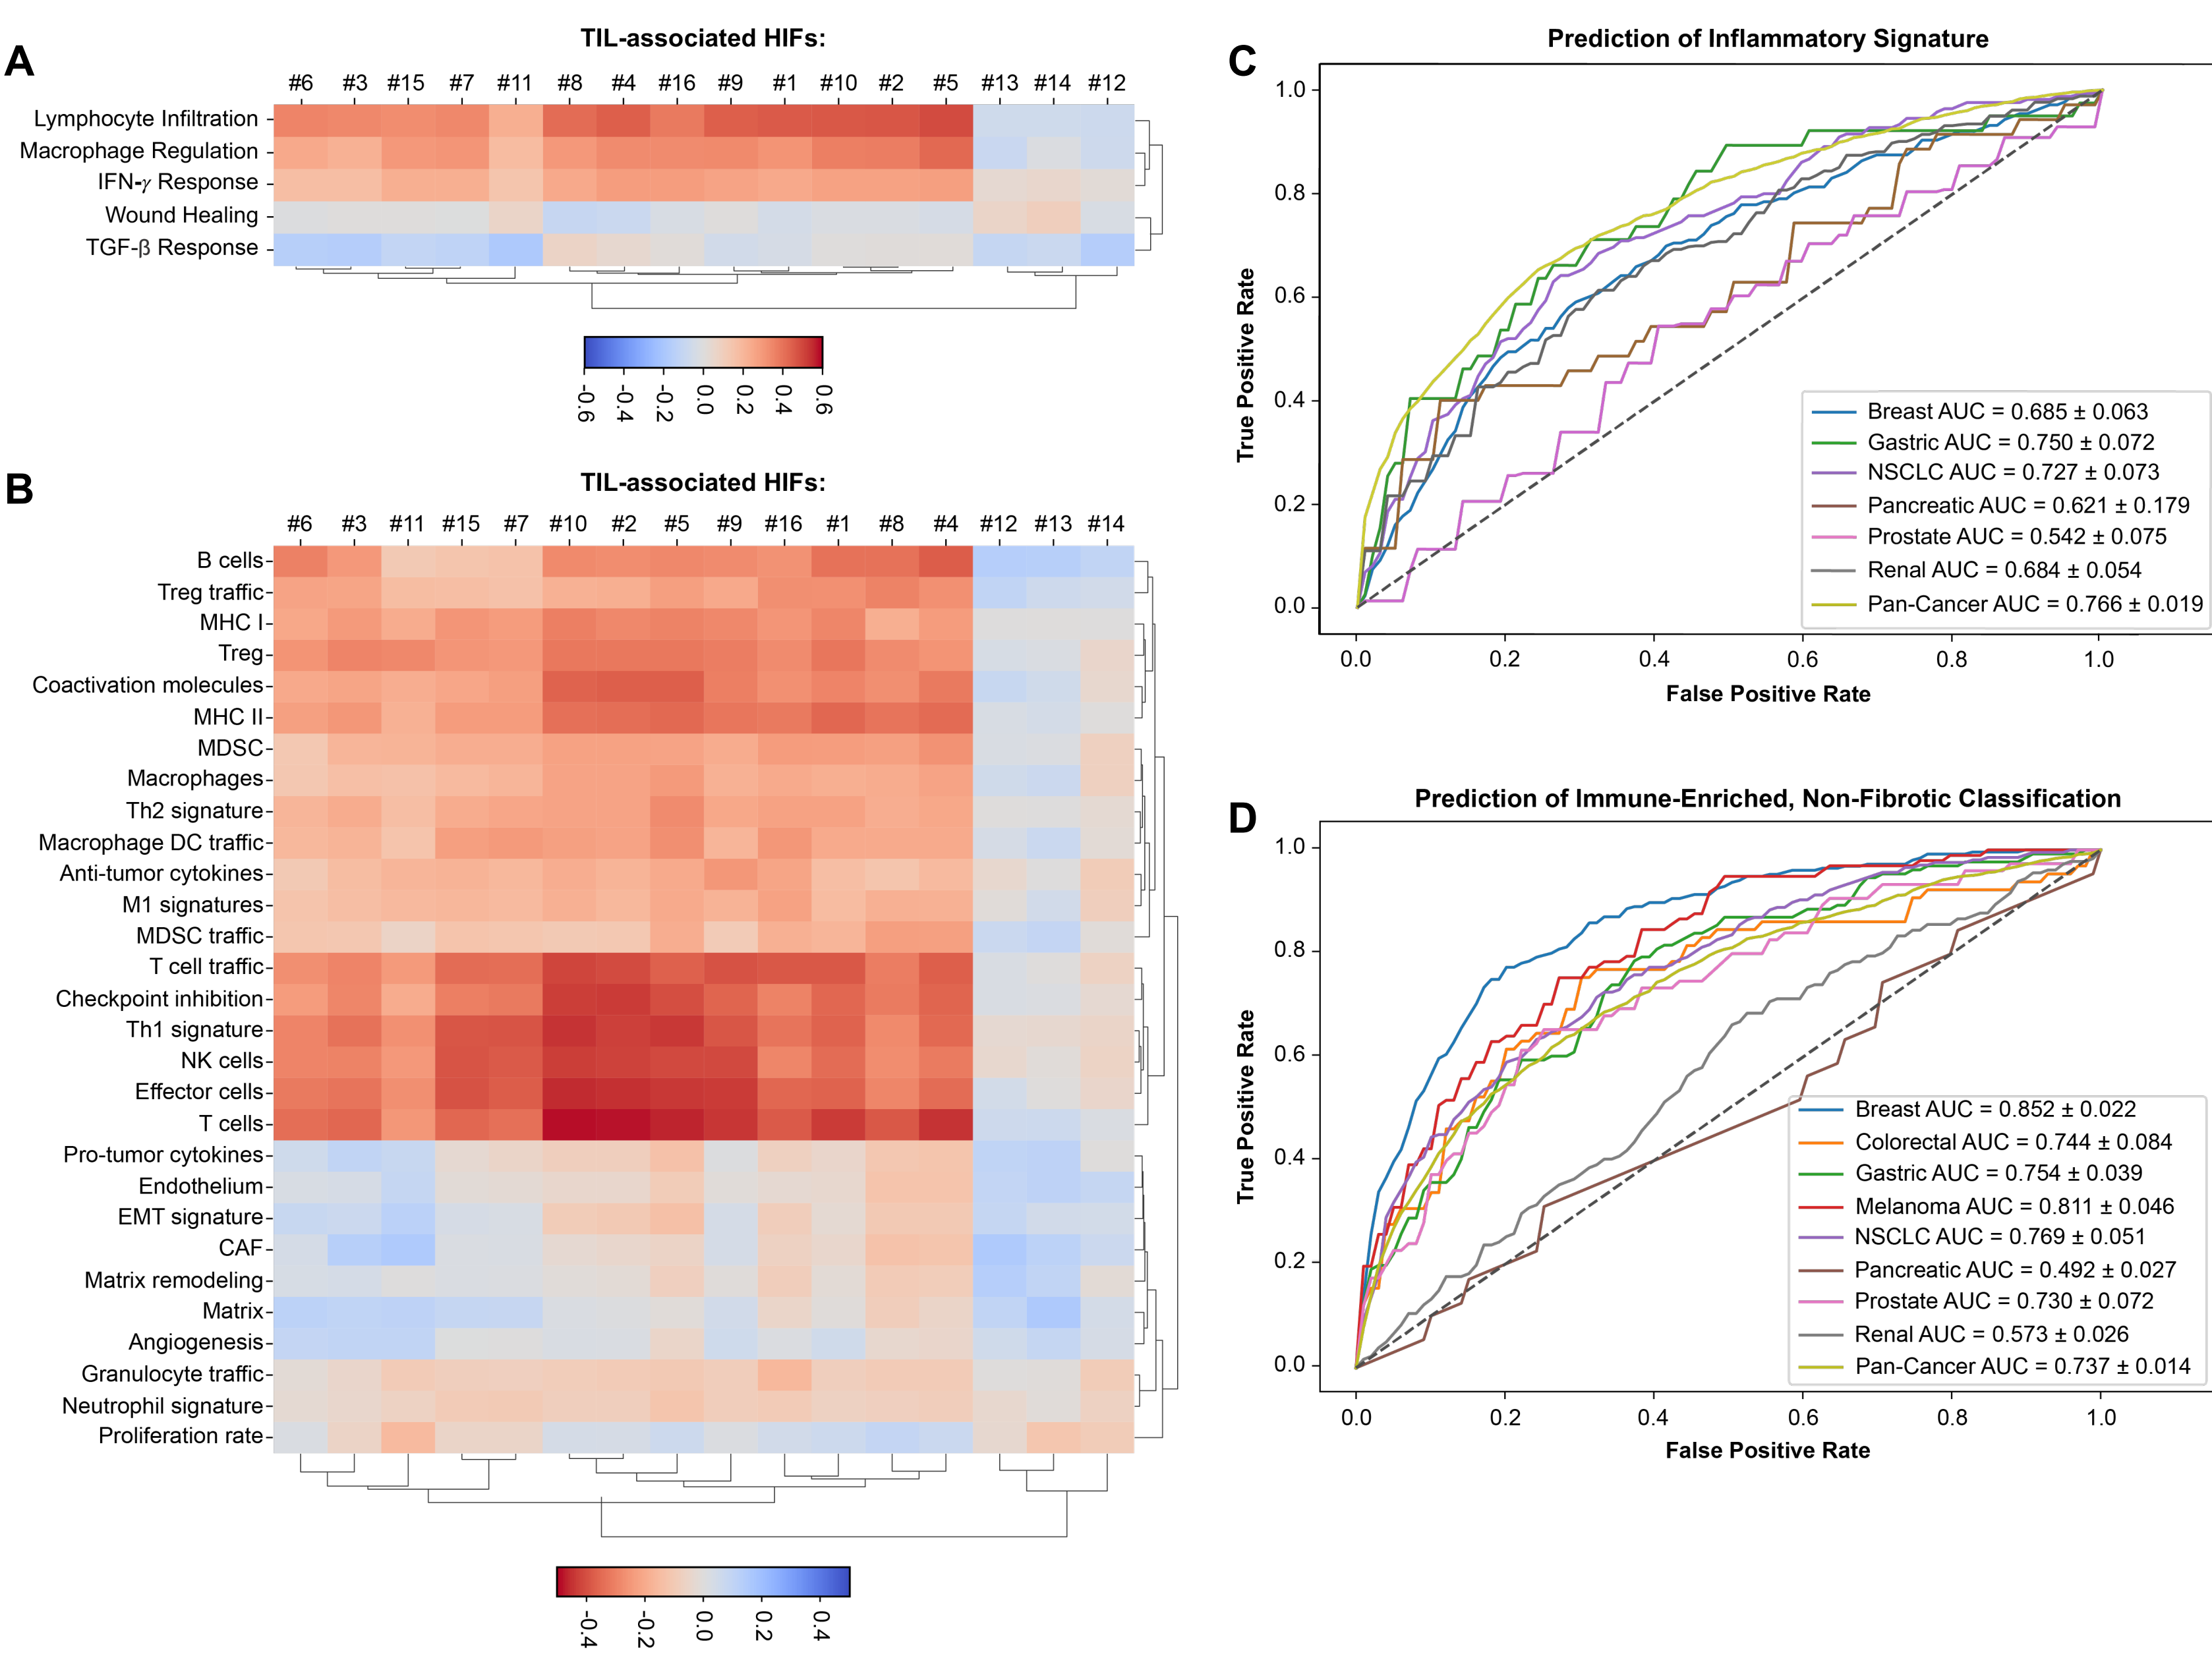 A
TIL-associated HIFs:
#6 #3 #15 #7 #11 #8 #4 #16 #9 #1 #10 #2 #5 #13 #14 #12
Lymphocyte Infiltration
Macrophage Regulation
IFN-γ Response
Wound Healing
TGF-β Response
-0.6 -0.4 -0.2 0.0 0.2 0.4 0.6
B
TIL-associated HIFs:
#6 #3 #11 #15 #7 #10 #2 #5 #9 #16 #1 #8 #4 #12 #13 #14
B cells
Treg traffic
MHC I
Treg
Coactivation molecules
MHC II
MDSC
Macrophages
Th2 signature
Macrophage DC traffic
Anti-tumor cytokines
M1 signatures
MDSC traffic
T cell traffic
Checkpoint inhibition
Th1 signature
NK cells
Effector cells
T cells
Pro-tumor cytokines
Endothelium
EMT signature
CAF
Matrix remodeling
Matrix
Angiogenesis
Granulocyte traffic
Neutrophil signature
Proliferation rate
-0.4 -0.2 0.0 0.2 0.4
C
Prediction of Inflammatory Signature
True Positive Rate
1.0
0.8
0.6
0.4
0.2
0.0
Breast AUC = 0.685 ± 0.063
Gastric AUC = 0.750 ± 0.072
NSCLC AUC = 0.727 ± 0.073
Pancreatic AUC = 0.621 ± 0.179
Prostate AUC = 0.542 ± 0.075
Renal AUC = 0.684 ± 0.054
Pan-Cancer AUC = 0.766 ± 0.019
0.0 0.2 0.4 0.6 0.8 1.0
False Positive Rate
D
Prediction of Immune-Enriched, Non-Fibrotic Classification
True Positive Rate
1.0
0.8
0.6
0.4
0.2
0.0
Breast AUC = 0.852 ± 0.022
Colorectal AUC = 0.744 ± 0.084
Gastric AUC = 0.754 ± 0.039
Melanoma AUC = 0.811 ± 0.046
NSCLC AUC = 0.769 ± 0.051
Pancreatic AUC = 0.492 ± 0.027
Prostate AUC = 0.730 ± 0.072
Renal AUC = 0.573 ± 0.026
Pan-Cancer AUC = 0.737 ± 0.014
0.0 0.2 0.4 0.6 0.8 1.0
False Positive Rate